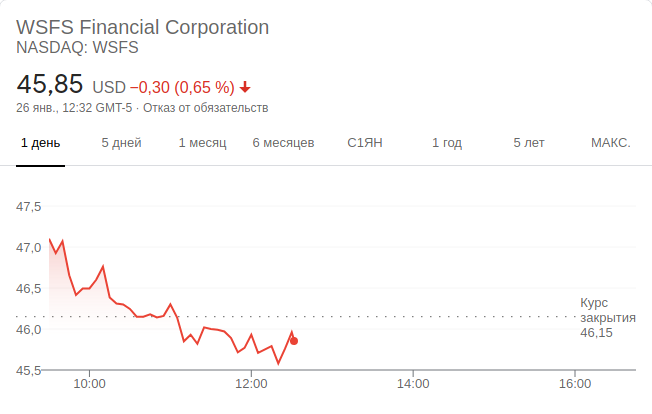 WSFS Financial Corporation
NASDAQ: WSFS
45,85 USD −0,30 (0,65 %)
26 янв., 12:32 GMT-5 · Отказ от обязательств
1 день 5 дней 1 месяц 6 месяцев С1ЯН 1 год 5 лет МАКС.
47,5
47,0
46,5
Курс
закрытия
46,15
46,0
45,5
10:00 12:00 14:00 16:00